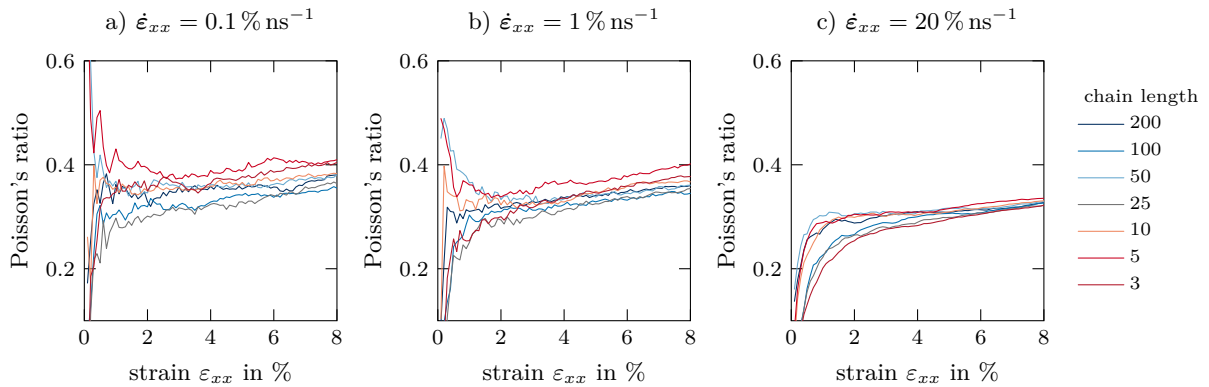 a) ε̇xx = 0.1 % ns⁻¹
b) ε̇xx = 1 % ns⁻¹
c) ε̇xx = 20 % ns⁻¹
Poisson's ratio
0.6
0.4
0.2
0 2 4 6 8
strain εxx in %
Poisson's ratio
0.6
0.4
0.2
0 2 4 6 8
strain εxx in %
Poisson's ratio
0.6
0.4
0.2
0 2 4 6 8
strain εxx in %
chain length
200
100
50
25
10
5
3